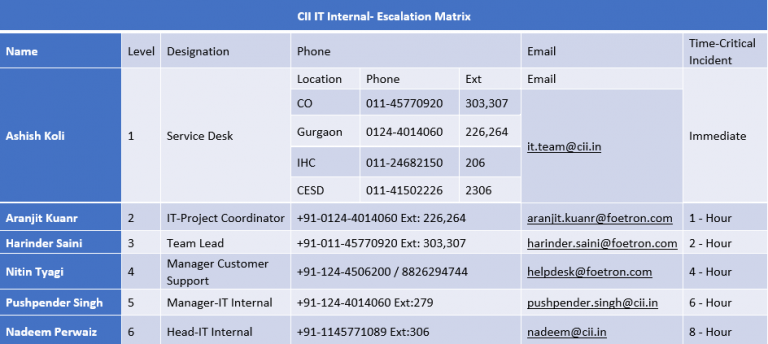 CII IT Internal- Escalation Matrix
Name Level Designation Phone Email Time-Critical Incident
Location Phone Ext Email
Ashish Koli 1 Service Desk CO 011-45770920 303,307 it.team@cii.in Immediate
Gurgaon 0124-4014060 226,264
IHC 011-24682150 206
CESD 011-41502226 2306
Aranjit Kuanr 2 IT-Project Coordinator +91-0124-4014060 Ext: 226,264 aranjit.kuanr@foetron.com 1 - Hour
Harinder Saini 3 Team Lead +91-011-45770920 Ext: 303,307 harinder.saini@foetron.com 2 - Hour
Nitin Tyagi 4 Manager Customer Support +91-124-4506200 / 8826294744 helpdesk@foetron.com 4 - Hour
Pushpender Singh 5 Manager-IT Internal +91-124-4014060 Ext:279 pushpender.singh@cii.in 6 - Hour
Nadeem Perwaiz 6 Head-IT Internal +91-1145771089 Ext:306 nadeem@cii.in 8 - Hour